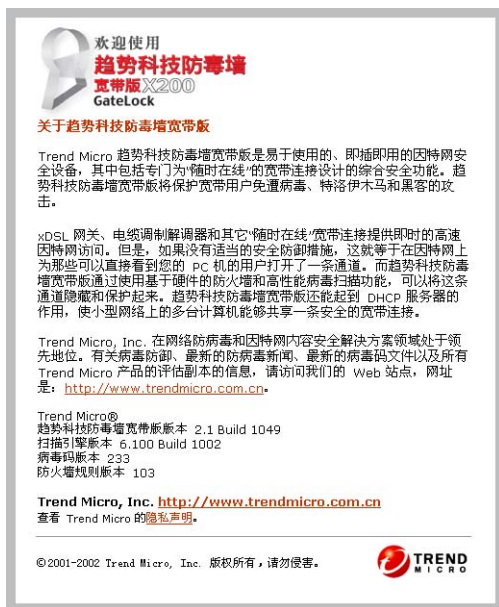 欢迎使用
趋势科技防毒墙
宽带版X200
GateLock
关于趋势科技防毒墙宽带版
Trend Micro 趋势科技防毒墙宽带版是易于使用的、即插即用的因特网安
全设备，其中包括专门为“随时在线”的宽带连接设计的综合安全功能。趋
势科技防毒墙宽带版将保护宽带用户免遭病毒、特洛伊木马和黑客的攻
击。
xDSL 网关、电缆调制解调器和其它“随时在线”宽带连接提供即时的高速
因特网访问。但是，如果没有适当的安全防御措施，这就等于在因特网上
为那些可以直接看到您的 PC 机的用户打开了一条通道。而趋势科技防毒
墙宽带版通过使用基于硬件的防火墙和高性能病毒扫描功能，可以将这条
通道隐藏和保护起来。趋势科技防毒墙宽带版还能起到 DHCP 服务器的
作用，使小型网络上的多台计算机能够共享一条安全的宽带连接。
Trend Micro, Inc. 在网络防病毒和因特网内容安全解决方案领域处于领
先地位。有关病毒防御、最新的防病毒新闻、最新的病毒码文件以及所有
Trend Micro 产品的评估副本的信息，请访问我们的 Web 站点，网址
是：http://www.trendmicro.com.cn。
Trend Micro®
趋势科技防毒墙宽带版版本 2.1 Build 1049
扫描引擎版本 6.100 Build 1002
病毒码版本 233
防火墙规则版本 103
Trend Micro, Inc. http://www.trendmicro.com.cn
查看 Trend Micro 的隐私声明。
©2001-2002 Trend Micro, Inc. 版权所有，请勿侵害。
TREND
MICRO